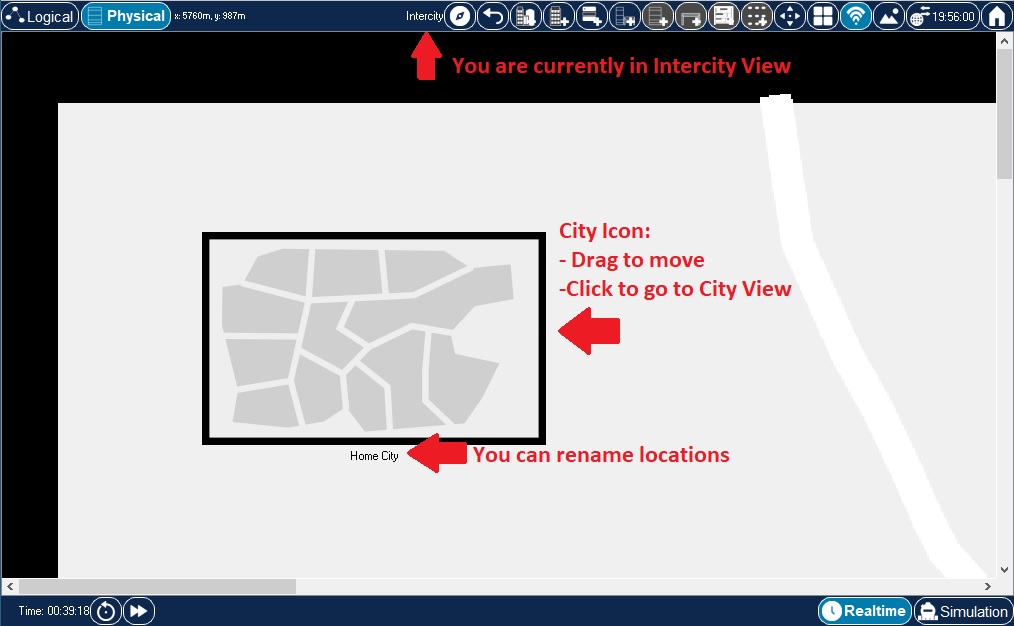 Logical
Physical
x: 5760m, y: 987m
Intercity
19:56:00
You are currently in Intercity View
City Icon:
- Drag to move
-Click to go to City View
Home City
You can rename locations
Time: 00:39:18
Realtime
Simulation